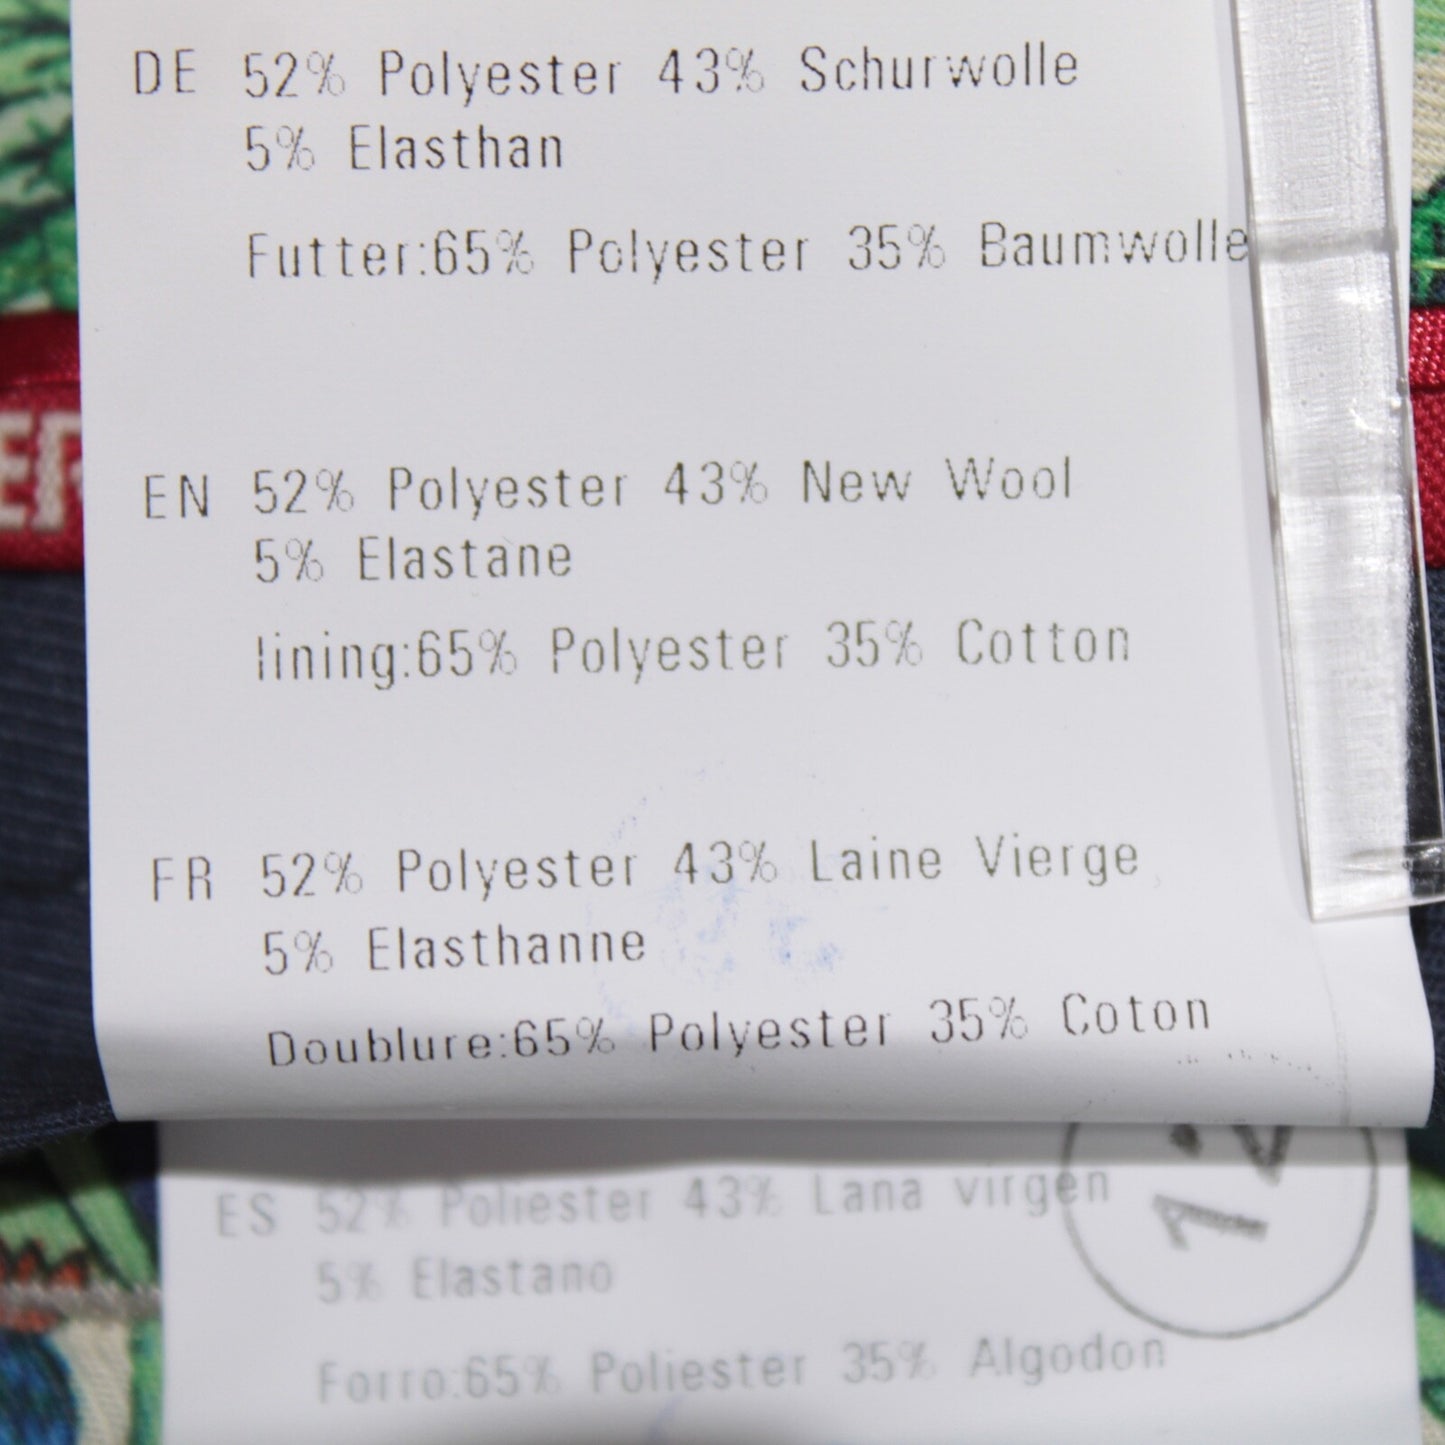 DE 52% Polyester 43% Schurwolle
5% Elasthan
Futter:65% Polyester 35% Baumwolle
EN 52% Polyester 43% New Wool
5% Elastane
lining:65% Polyester 35% Cotton
FR 52% Polyester 43% Laine Vierge
5% Elasthanne
Doublure:65% Polyester 35% Coton
ES 52% Poliester 43% Lana virgen
5% Elastano
Forro:65% Poliester 35% Algodon
12